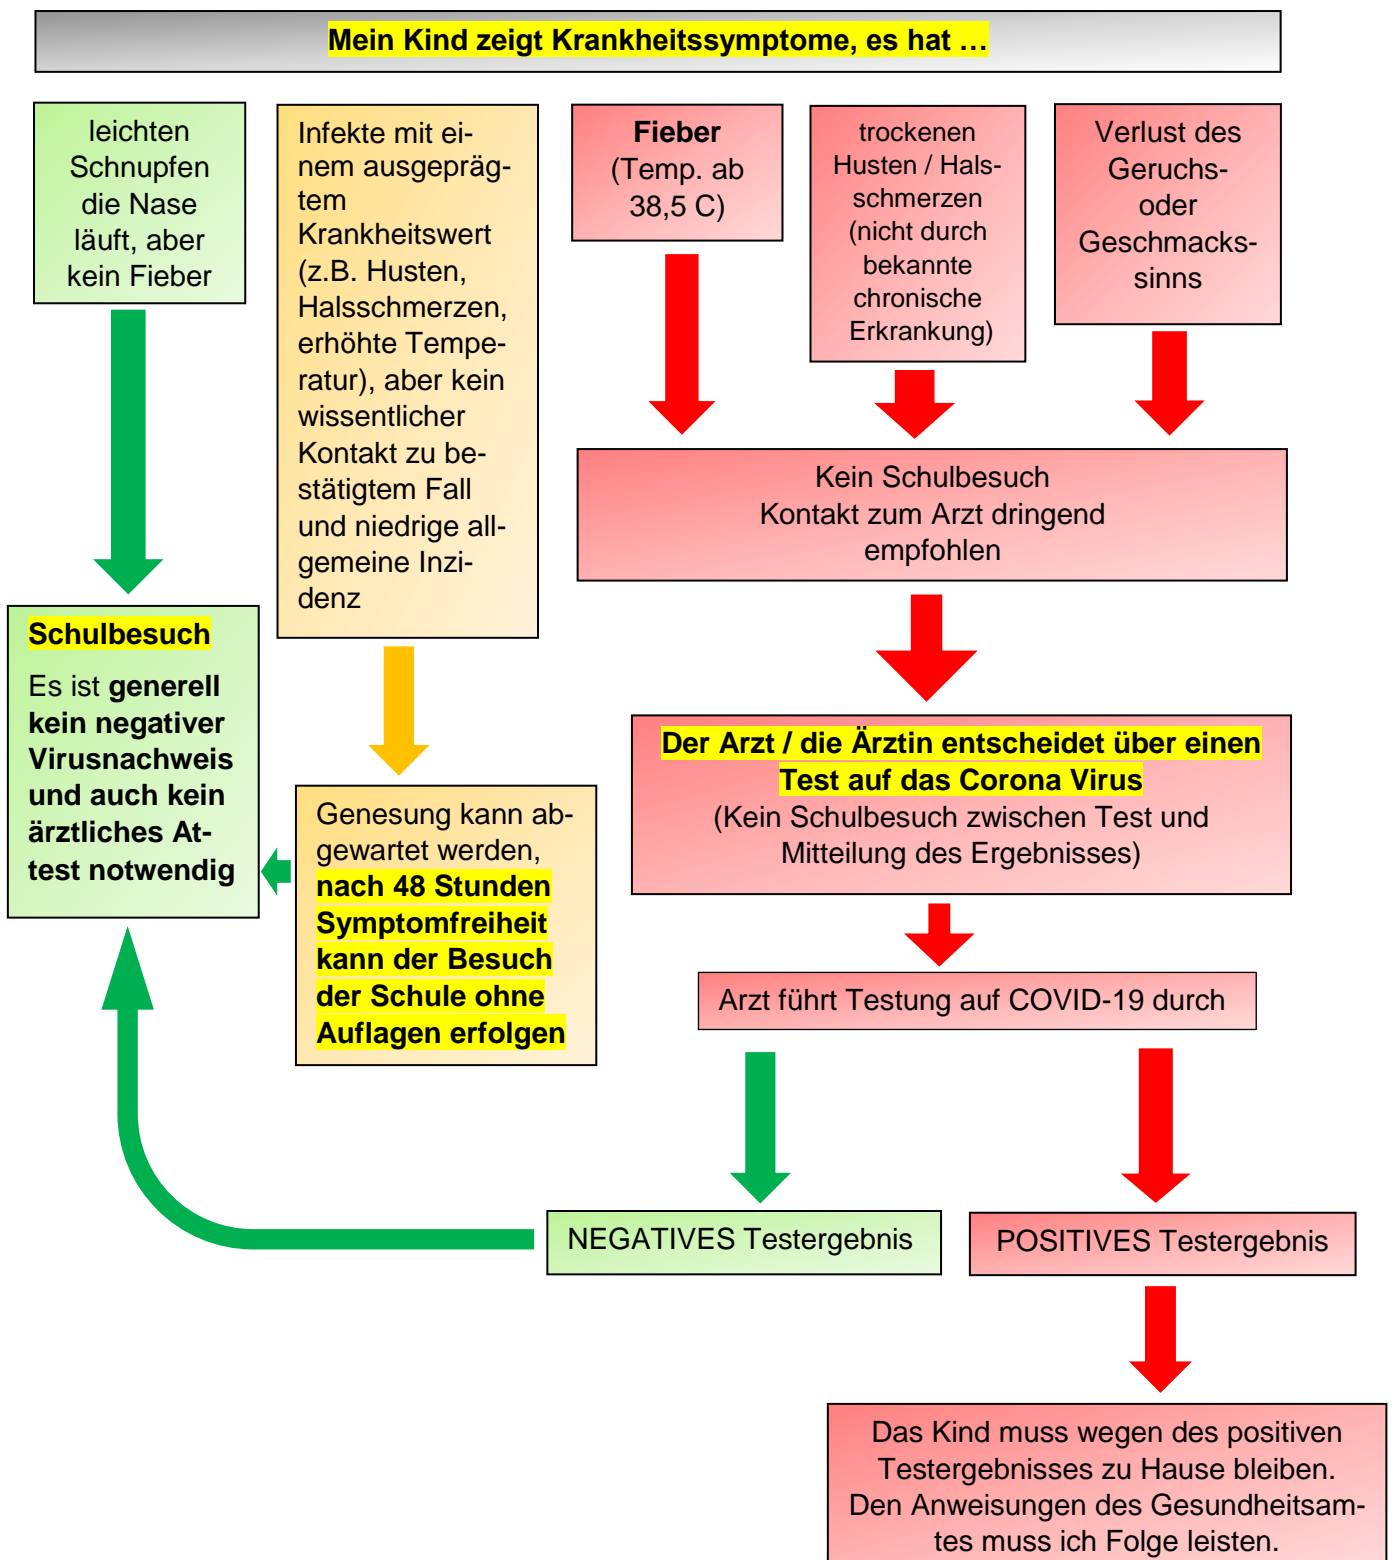 Mein Kind zeigt Krankheitssymptome, es hat …
leichten
Schnupfen
die Nase
läuft, aber
kein Fieber
Infekte mit ei-
nem ausgepräg-
tem
Krankheitswert
(z.B. Husten,
Halsschmerzen,
erhöhte Tempe-
ratur), aber kein
wissentlicher
Kontakt zu be-
stätigtem Fall
und niedrige all-
gemeine Inzi-
denz
Fieber
(Temp. ab
38,5 C)
trockenen
Husten / Hals-
schmerzen
(nicht durch
bekannte
chronische
Erkrankung)
Verlust des
Geruchs-
oder
Geschmacks-
sinns
Kein Schulbesuch
Kontakt zum Arzt dringend
empfohlen
Schulbesuch
Es ist generell
kein negativer
Virusnachweis
und auch kein
ärztliches At-
test notwendig
Genesung kann ab-
gewartet werden,
nach 48 Stunden
Symptomfreiheit
kann der Besuch
der Schule ohne
Auflagen erfolgen
Der Arzt / die Ärztin entscheidet über einen
Test auf das Corona Virus
(Kein Schulbesuch zwischen Test und
Mitteilung des Ergebnisses)
Arzt führt Testung auf COVID-19 durch
NEGATIVES Testergebnis
POSITIVES Testergebnis
Das Kind muss wegen des positiven
Testergebnisses zu Hause bleiben.
Den Anweisungen des Gesundheitsam-
tes muss ich Folge leisten.